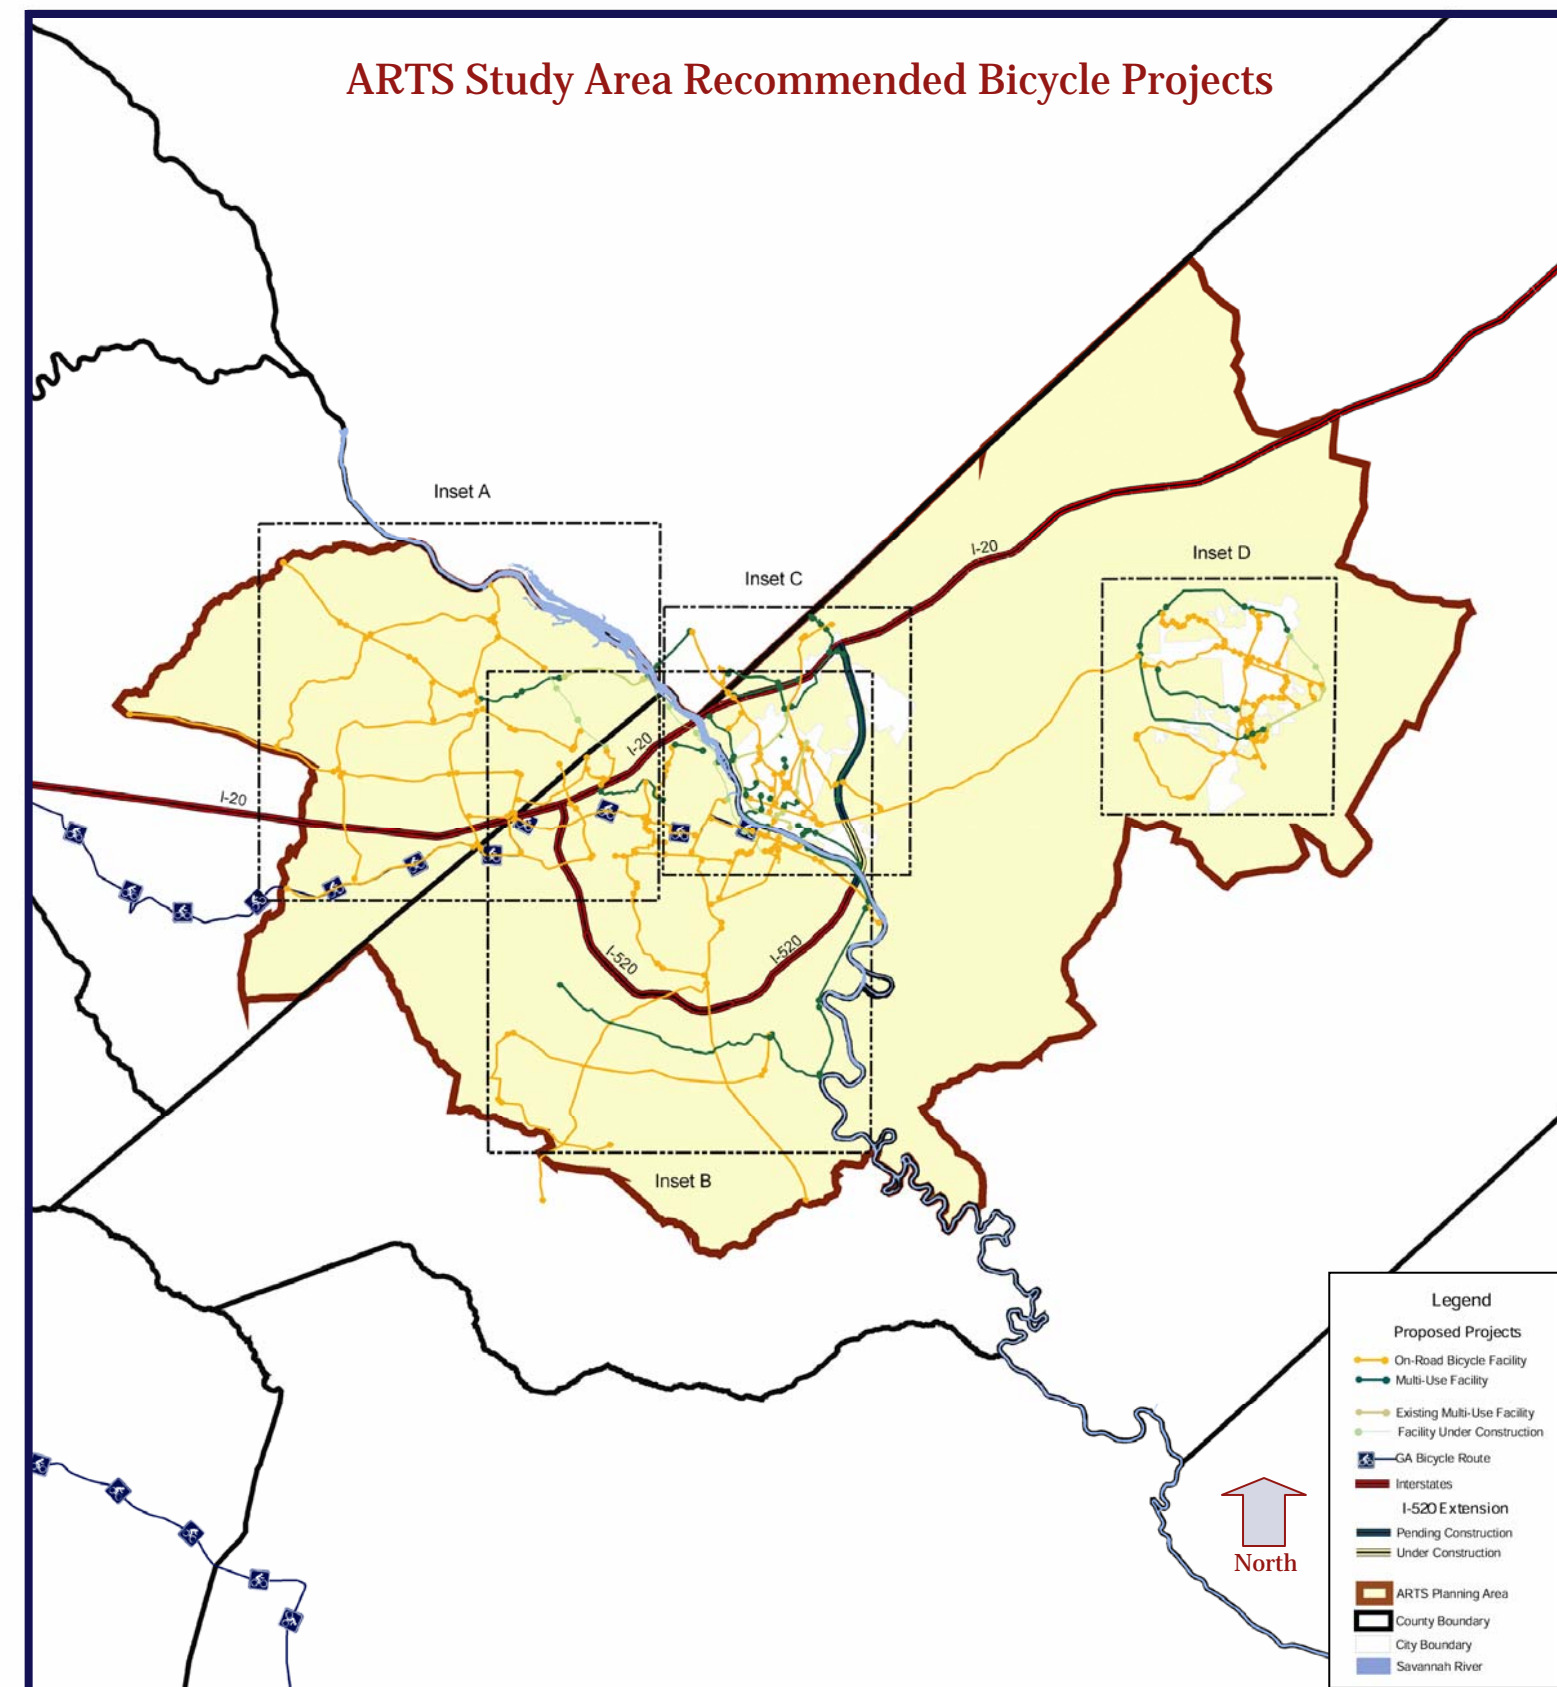 ARTS Study Area Recommended Bicycle Projects
Inset A
Inset C
Inset D
I-20
I-20
I-20
I-520
I-520
Inset B
North
Legend
Proposed Projects
On-Road Bicycle Facility
Multi-Use Facility
Existing Multi-Use Facility
Facility Under Construction
GA Bicycle Route
Interstates
I-520 Extension
Pending Construction
Under Construction
ARTS Planning Area
County Boundary
City Boundary
Savannah River